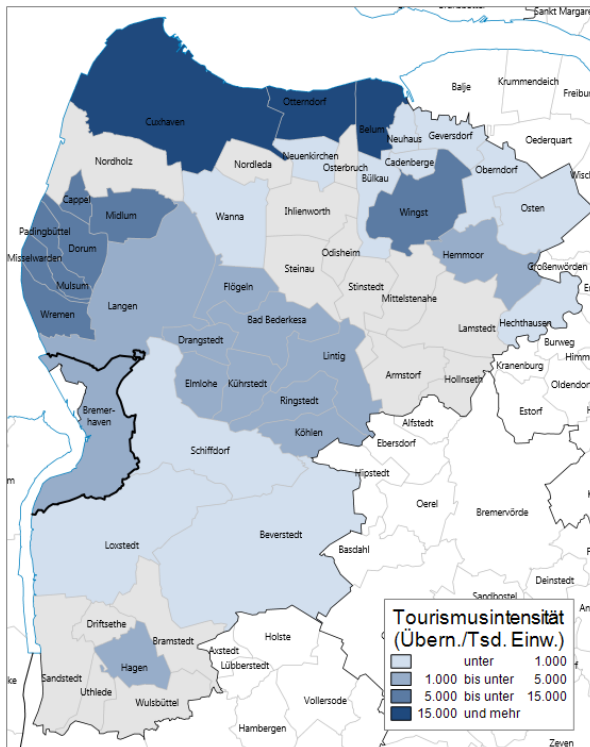 Sankt Margare
Balje
Krummendeich
Freibu
Otterndorf
Cuxhaven
Belum
Neuhaus
Geversdorf
Oederquart
Nordholz
Nordleda
Neuenkirchen
Osterbruch
Cadenberge
Bülkau
Oberndorf
Wisch
Cappel
Midlum
Wanna
Ihlienworth
Wingst
Osten
Padingbüttel
Dorum
Misselwarden
Odisheim
Hemmoor
Großenwörden
Steinau
Mulsum
Flögeln
Stinstedt
Mittelstenahe
Wremen
Langen
Bad Bederkesa
Lamstedt
Hechthausen
Drangstedt
Lintig
Burweg
Himm
Elmlohe
Kührstedt
Armstorf
Hollnseth
Kranenburg
Oldendor
Ringstedt
Bremer-
haven
Estorf
Köhlen
Alfstedt
Ebersdorf
Schiffdorf
Hipstedt
Oerel
Bremervörde
Beverstedt
Loxstedt
Basdahl
Deinstedt
Sandbostel
Driftsethe
Bramstedt
Holste
Axstedt
Hagen
Lübberstedt
Sandstedt
Uthlede
Wulsbüttel
Vollersode
Hambergen
Zeven
Tourismusintensität
(Übern./Tsd. Einw.)
unter 1.000
1.000 bis unter 5.000
5.000 bis unter 15.000
15.000 und mehr